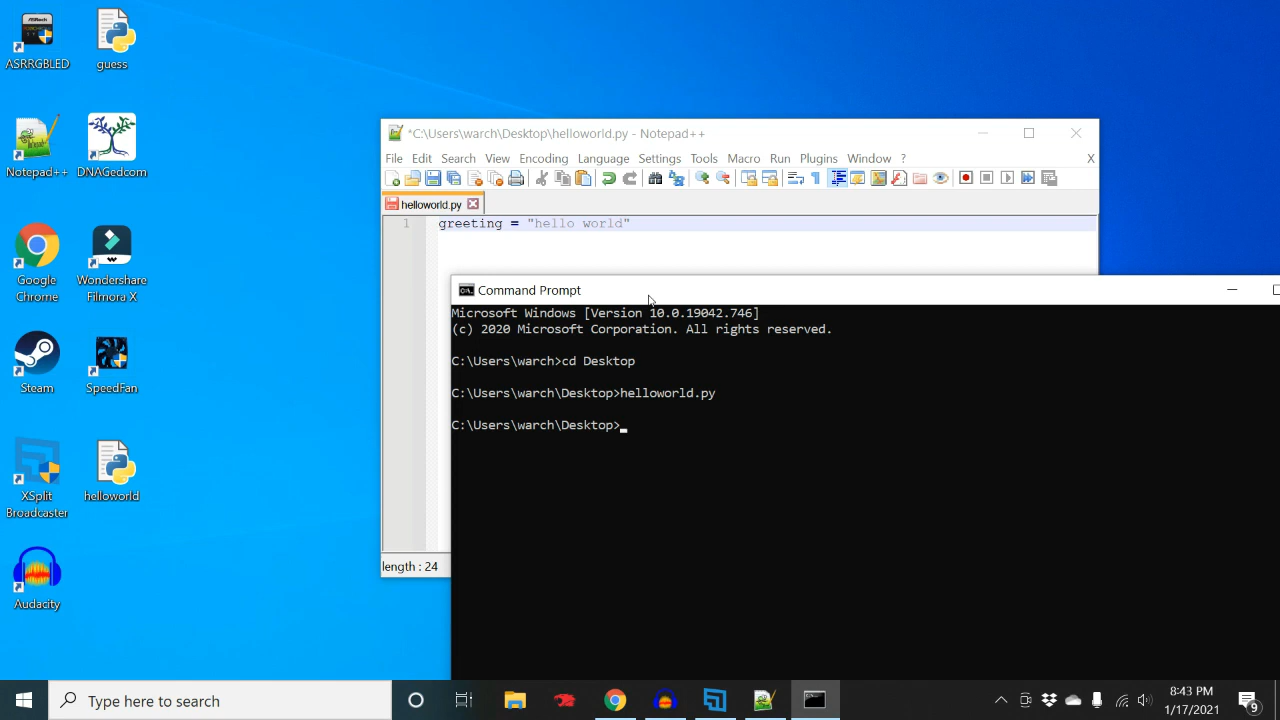 ASRRGBLED
guess
Notepad++
DNAGedcom
Google
Chrome
Wondershare
Filmora X
Steam
SpeedFan
XSplit
Broadcaster
helloworld
Audacity
*C:\Users\warch\Desktop\helloworld.py - Notepad++
File Edit Search View Encoding Language Settings Tools Macro Run Plugins Window ? X
helloworld.py
1 greeting = "hello world"
length : 24
Command Prompt
Microsoft Windows [Version 10.0.19042.746]
(c) 2020 Microsoft Corporation. All rights reserved.
C:\Users\warch>cd Desktop
C:\Users\warch\Desktop>helloworld.py
C:\Users\warch\Desktop>
Type here to search
8:43 PM
1/17/2021
9